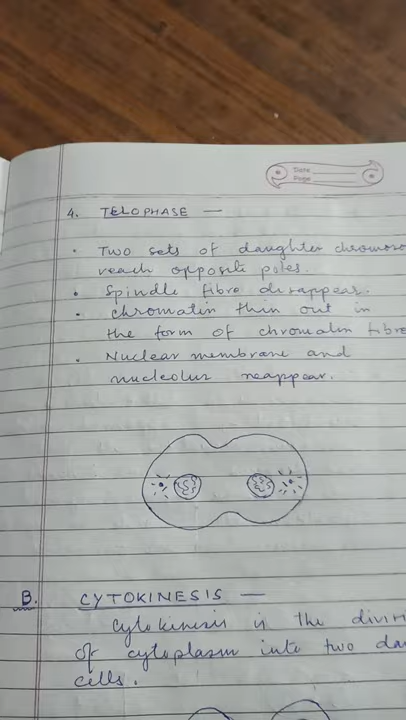 Date
Page
4. TELOPHASE —
• Two sets of daughter chromoso
reach opposite poles.
• Spindle fibre disappear.
• chromatin thin out in
the form of chromatin fibre
• Nuclear membrane and
nucleolus reappear.
B. CYTOKINESIS —
Cytokinesis is the divisi
of cytoplasm into two dau
cells.